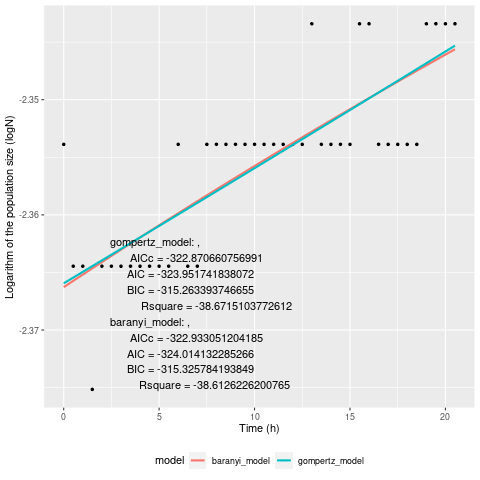 Logarithm of the population size (logN)
-2.35
-2.36
-2.37
gompertz_model: ,
AICc = -322.870660756991
AIC = -323.951741838072
BIC = -315.263393746655
Rsquare = -38.6715103772612
baranyi_model: ,
AICc = -322.933051204185
AIC = -324.014132285266
BIC = -315.325784193849
Rsquare = -38.6126226200765
0 5 10 15 20
Time (h)
model baranyi_model gompertz_model